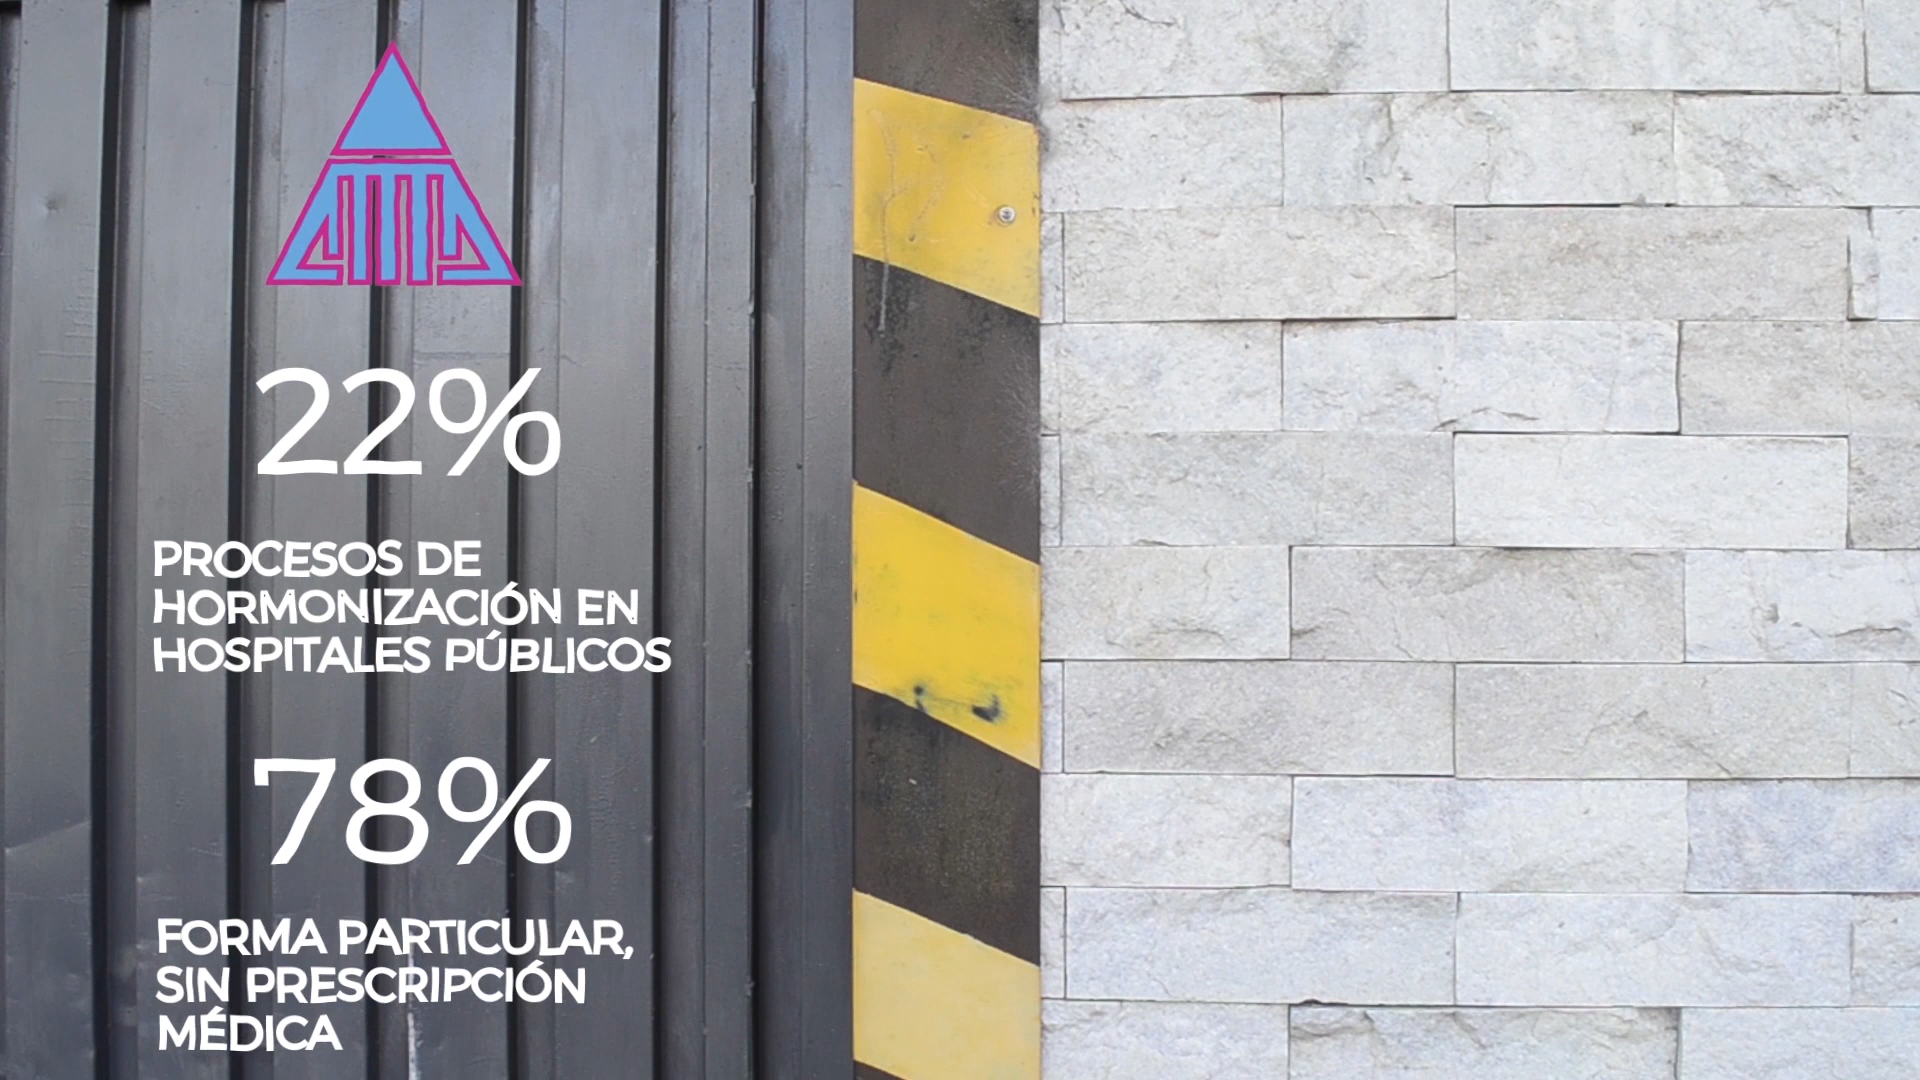 22%
PROCESOS DE
HORMONIZACIÓN EN
HOSPITALES PÚBLICOS
78%
FORMA PARTICULAR,
SIN PRESCRIPCIÓN
MÉDICA